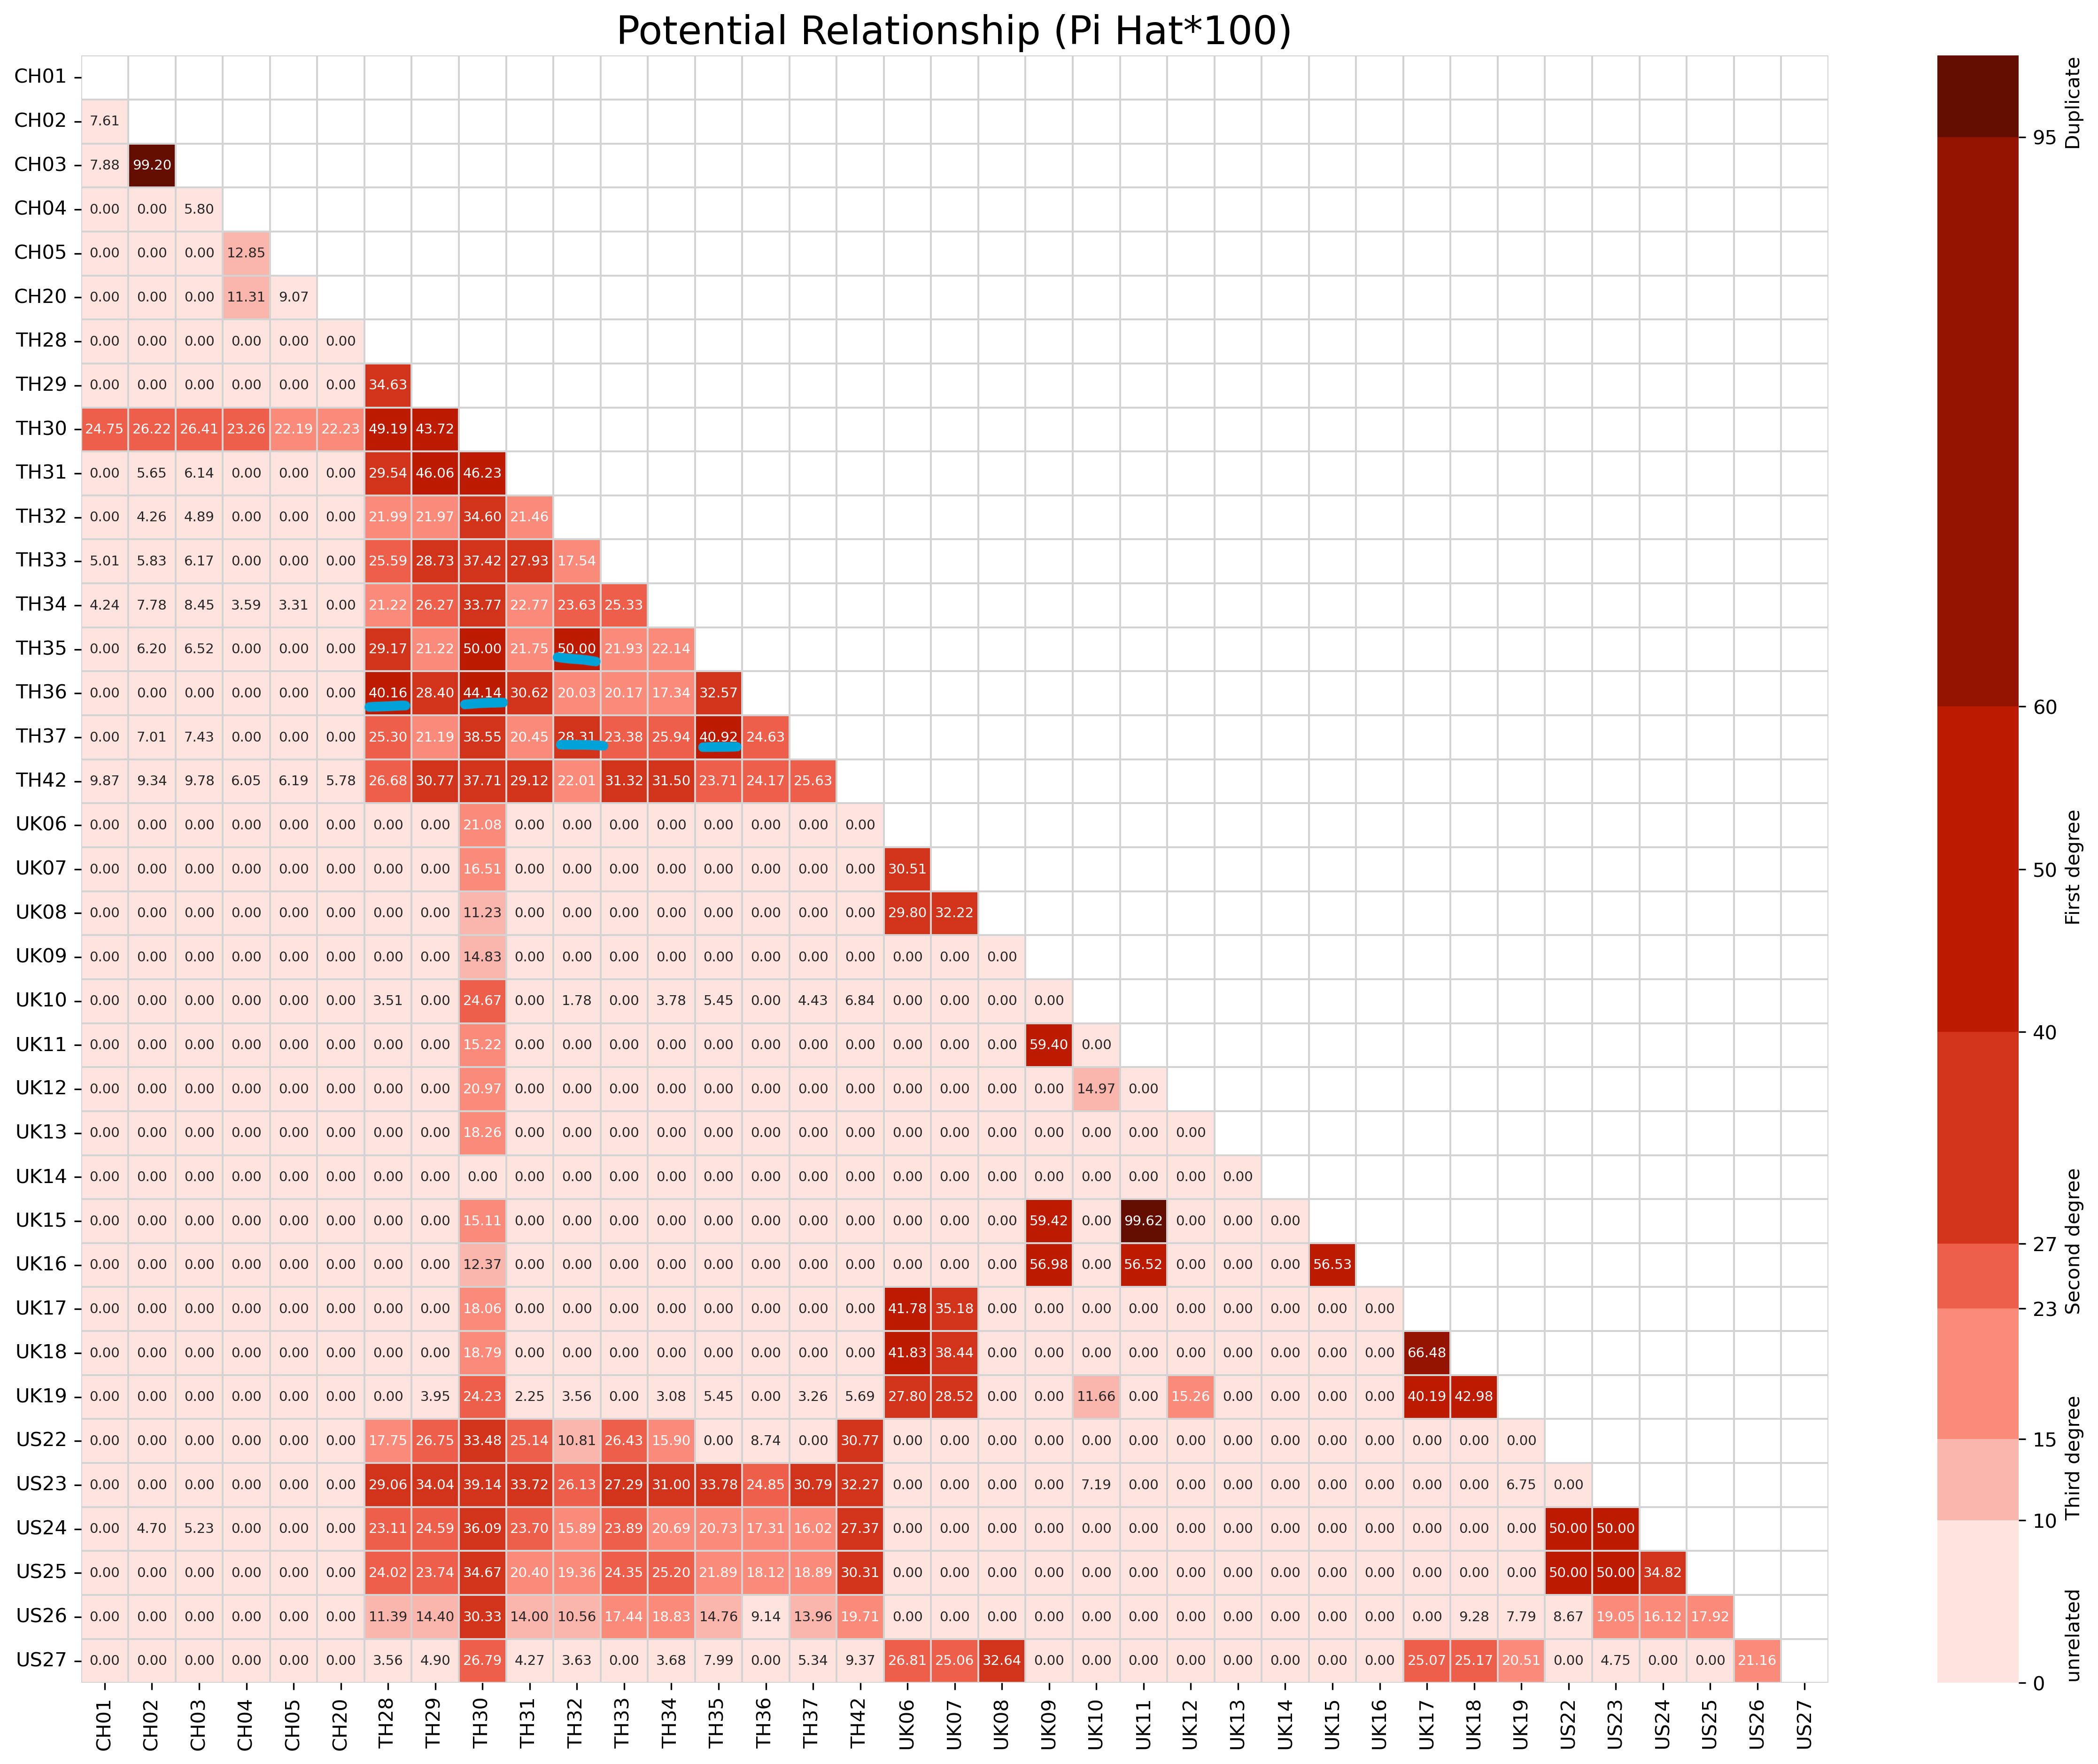 Potential Relationship (Pi Hat*100)
CH01
CH02 7.61
CH03 7.88 99.20
CH04 0.00 0.00 5.80
CH05 0.00 0.00 0.00 12.85
CH20 0.00 0.00 0.00 11.31 9.07
TH28 0.00 0.00 0.00 0.00 0.00 0.00
TH29 0.00 0.00 0.00 0.00 0.00 0.00 34.63
TH30 24.75 26.22 26.41 23.26 22.19 22.23 49.19 43.72
TH31 0.00 5.65 6.14 0.00 0.00 0.00 29.54 46.06 46.23
TH32 0.00 4.26 4.89 0.00 0.00 0.00 21.99 21.97 34.60 21.46
TH33 5.01 5.83 6.17 0.00 0.00 0.00 25.59 28.73 37.42 27.93 17.54
TH34 4.24 7.78 8.45 3.59 3.31 0.00 21.22 26.27 33.77 22.77 23.63 25.33
TH35 0.00 6.20 6.52 0.00 0.00 0.00 29.17 21.22 50.00 21.75 50.00 21.93 22.14
TH36 0.00 0.00 0.00 0.00 0.00 0.00 40.16 28.40 44.14 30.62 20.03 20.17 17.34 32.57
TH37 0.00 7.01 7.43 0.00 0.00 0.00 25.30 21.19 38.55 20.45 28.31 23.38 25.94 40.92 24.63
TH42 9.87 9.34 9.78 6.05 6.19 5.78 26.68 30.77 37.71 29.12 22.01 31.32 31.50 23.71 24.17 25.63
UK06 0.00 0.00 0.00 0.00 0.00 0.00 0.00 0.00 21.08 0.00 0.00 0.00 0.00 0.00 0.00 0.00 0.00
UK07 0.00 0.00 0.00 0.00 0.00 0.00 0.00 0.00 16.51 0.00 0.00 0.00 0.00 0.00 0.00 0.00 0.00 30.51
UK08 0.00 0.00 0.00 0.00 0.00 0.00 0.00 0.00 11.23 0.00 0.00 0.00 0.00 0.00 0.00 0.00 0.00 29.80 32.22
UK09 0.00 0.00 0.00 0.00 0.00 0.00 0.00 0.00 14.83 0.00 0.00 0.00 0.00 0.00 0.00 0.00 0.00 0.00 0.00 0.00
UK10 0.00 0.00 0.00 0.00 0.00 0.00 3.51 0.00 24.67 0.00 1.78 0.00 3.78 5.45 0.00 4.43 6.84 0.00 0.00 0.00 0.00
UK11 0.00 0.00 0.00 0.00 0.00 0.00 0.00 0.00 15.22 0.00 0.00 0.00 0.00 0.00 0.00 0.00 0.00 0.00 0.00 0.00 59.40 0.00
UK12 0.00 0.00 0.00 0.00 0.00 0.00 0.00 0.00 20.97 0.00 0.00 0.00 0.00 0.00 0.00 0.00 0.00 0.00 0.00 0.00 0.00 14.97 0.00
UK13 0.00 0.00 0.00 0.00 0.00 0.00 0.00 0.00 18.26 0.00 0.00 0.00 0.00 0.00 0.00 0.00 0.00 0.00 0.00 0.00 0.00 0.00 0.00 0.00
UK14 0.00 0.00 0.00 0.00 0.00 0.00 0.00 0.00 0.00 0.00 0.00 0.00 0.00 0.00 0.00 0.00 0.00 0.00 0.00 0.00 0.00 0.00 0.00 0.00 0.00
UK15 0.00 0.00 0.00 0.00 0.00 0.00 0.00 0.00 15.11 0.00 0.00 0.00 0.00 0.00 0.00 0.00 0.00 0.00 0.00 0.00 59.42 0.00 99.62 0.00 0.00 0.00
UK16 0.00 0.00 0.00 0.00 0.00 0.00 0.00 0.00 12.37 0.00 0.00 0.00 0.00 0.00 0.00 0.00 0.00 0.00 0.00 0.00 56.98 0.00 56.52 0.00 0.00 0.00 56.53
UK17 0.00 0.00 0.00 0.00 0.00 0.00 0.00 0.00 18.06 0.00 0.00 0.00 0.00 0.00 0.00 0.00 0.00 41.78 35.18 0.00 0.00 0.00 0.00 0.00 0.00 0.00 0.00 0.00
UK18 0.00 0.00 0.00 0.00 0.00 0.00 0.00 0.00 18.79 0.00 0.00 0.00 0.00 0.00 0.00 0.00 0.00 41.83 38.44 0.00 0.00 0.00 0.00 0.00 0.00 0.00 0.00 0.00 66.48
UK19 0.00 0.00 0.00 0.00 0.00 0.00 0.00 3.95 24.23 2.25 3.56 0.00 3.08 5.45 0.00 3.26 5.69 27.80 28.52 0.00 0.00 11.66 0.00 15.26 0.00 0.00 0.00 0.00 40.19 42.98
US22 0.00 0.00 0.00 0.00 0.00 0.00 17.75 26.75 33.48 25.14 10.81 26.43 15.90 0.00 8.74 0.00 30.77 0.00 0.00 0.00 0.00 0.00 0.00 0.00 0.00 0.00 0.00 0.00 0.00 0.00 0.00
US23 0.00 0.00 0.00 0.00 0.00 0.00 29.06 34.04 39.14 33.72 26.13 27.29 31.00 33.78 24.85 30.79 32.27 0.00 0.00 0.00 0.00 7.19 0.00 0.00 0.00 0.00 0.00 0.00 0.00 0.00 6.75 0.00
US24 0.00 4.70 5.23 0.00 0.00 0.00 23.11 24.59 36.09 23.70 15.89 23.89 20.69 20.73 17.31 16.02 27.37 0.00 0.00 0.00 0.00 0.00 0.00 0.00 0.00 0.00 0.00 0.00 0.00 0.00 0.00 50.00 50.00
US25 0.00 0.00 0.00 0.00 0.00 0.00 24.02 23.74 34.67 20.40 19.36 24.35 25.20 21.89 18.12 18.89 30.31 0.00 0.00 0.00 0.00 0.00 0.00 0.00 0.00 0.00 0.00 0.00 0.00 0.00 0.00 50.00 50.00 34.82
US26 0.00 0.00 0.00 0.00 0.00 0.00 11.39 14.40 30.33 14.00 10.56 17.44 18.83 14.76 9.14 13.96 19.71 0.00 0.00 0.00 0.00 0.00 0.00 0.00 0.00 0.00 0.00 0.00 0.00 9.28 7.79 8.67 19.05 16.12 17.92
US27 0.00 0.00 0.00 0.00 0.00 0.00 3.56 4.90 26.79 4.27 3.63 0.00 3.68 7.99 0.00 5.34 9.37 26.81 25.06 32.64 0.00 0.00 0.00 0.00 0.00 0.00 0.00 0.00 25.07 25.17 20.51 0.00 4.75 0.00 0.00 21.16
CH01 CH02 CH03 CH04 CH05 CH20 TH28 TH29 TH30 TH31 TH32 TH33 TH34 TH35 TH36 TH37 TH42 UK06 UK07 UK08 UK09 UK10 UK11 UK12 UK13 UK14 UK15 UK16 UK17 UK18 UK19 US22 US23 US24 US25 US26 US27
Duplicate
95
60
First degree
50
40
27
Second degree
23
15
Third degree
10
unrelated
0